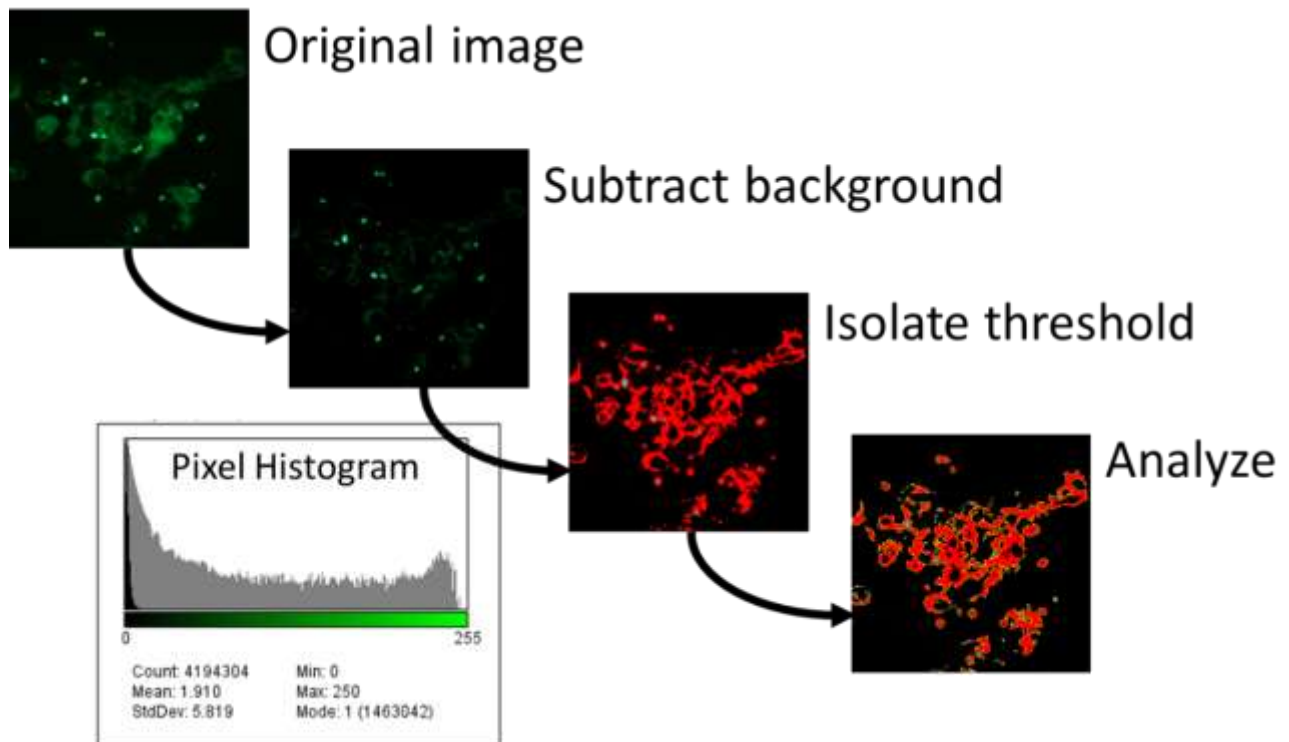 Original image
Subtract background
Isolate threshold
Analyze
Pixel Histogram
0 255
Count: 4194304 Min: 0
Mean: 1.910 Max: 250
StdDev: 5.819 Mode: 1 (1463042)